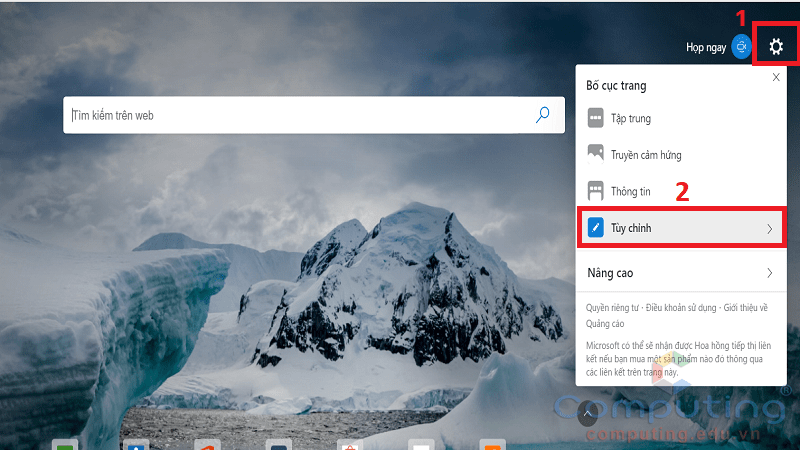 1
Họp ngay
Bố cục trang
Tìm kiếm trên web
Tập trung
Truyền cảm hứng
Thông tin
2
Tùy chỉnh
Nâng cao
Quyền riêng tư · Điều khoản sử dụng · Giới thiệu về
Quảng cáo
Microsoft có thể sẽ nhận được Hoa hồng tiếp thị liên
kết nếu bạn mua một sản phẩm nào đó thông qua
các liên kết trên trang này.
Computing®
computing.edu.vn